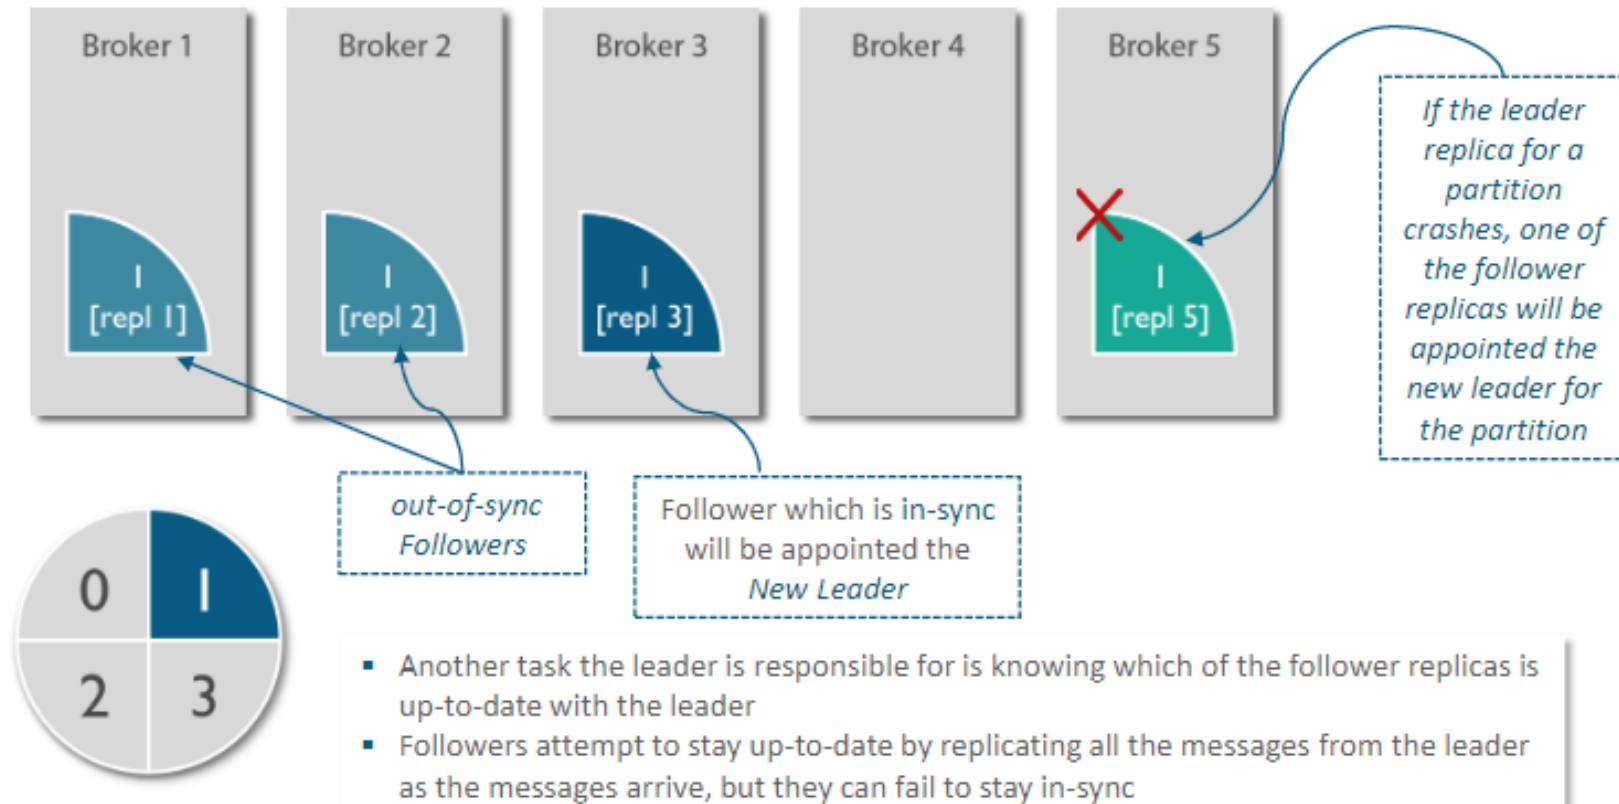 Broker 1
Broker 2
Broker 3
Broker 4
Broker 5
If the leader
replica for a
partition
crashes, one of
the follower
replicas will be
appointed the
new leader for
the partition
1
[repl 1]
1
[repl 2]
1
[repl 3]
1
[repl 5]
out-of-sync
Followers
Follower which is in-sync
will be appointed the
New Leader
0
1
2
3
▪ Another task the leader is responsible for is knowing which of the follower replicas is
up-to-date with the leader
▪ Followers attempt to stay up-to-date by replicating all the messages from the leader
as the messages arrive, but they can fail to stay in-sync